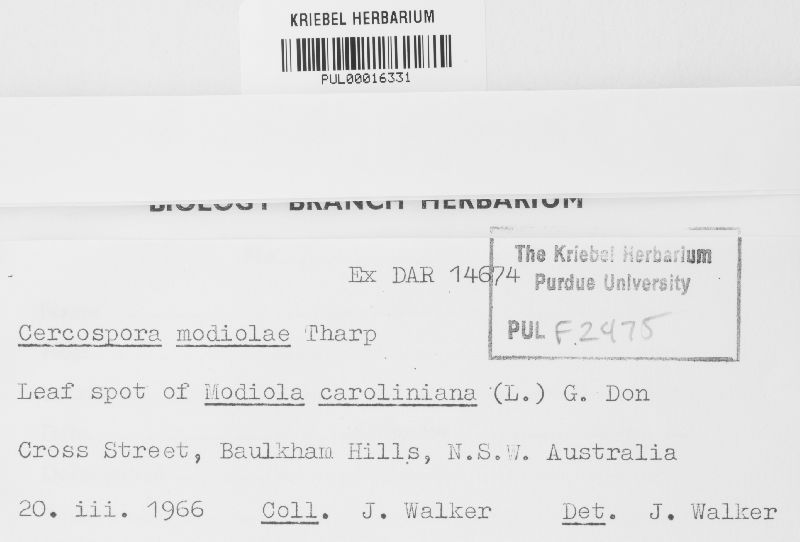 KRIEBEL HERBARIUM
PUL00016331
BIOLOGY BRANCH HERBARIUM
Ex DAR 14674
The Kriebel Herbarium
Purdue University
PUL F2475
Cercospora modiolae Tharp
Leaf spot of Modiola caroliniana (L.) G. Don
Cross Street, Baulkham Hills, N.S.W. Australia
20. iii. 1966 Coll. J. Walker Det. J. Walker